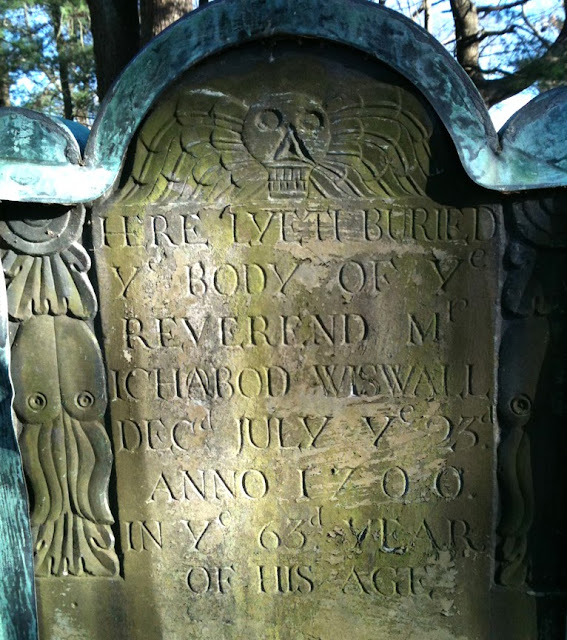 HERE LYETH BURIED
Yᵉ BODY OF Yᵉ
REVEREND Mʳ
ICHABOD WISWALL
DECᵈ JULY Yᵉ 23ᵈ.
ANNO 1700.
IN Yᵉ 63ᵈ YEAR
OF HIS AGE